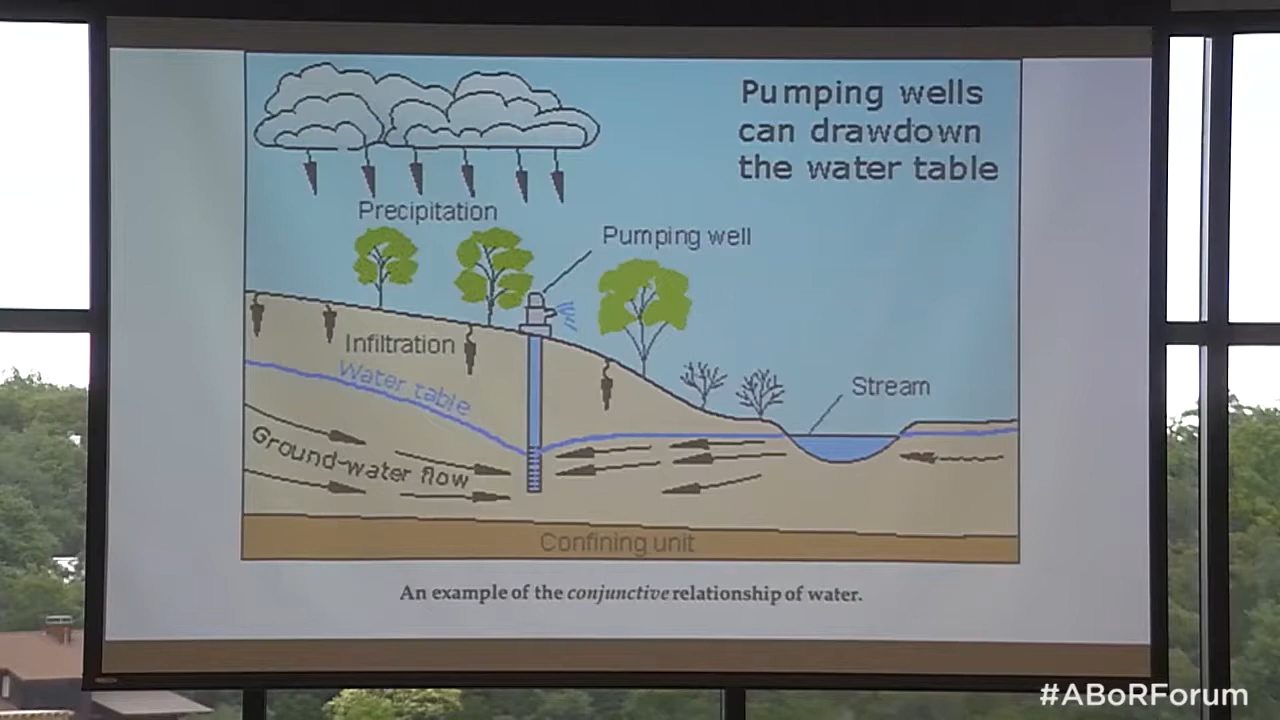 Pumping wells
can drawdown
the water table
Precipitation
Pumping well
Infiltration
Water table
Stream
Ground-water flow
Confining unit
An example of the conjunctive relationship of water.
#ABoRForum